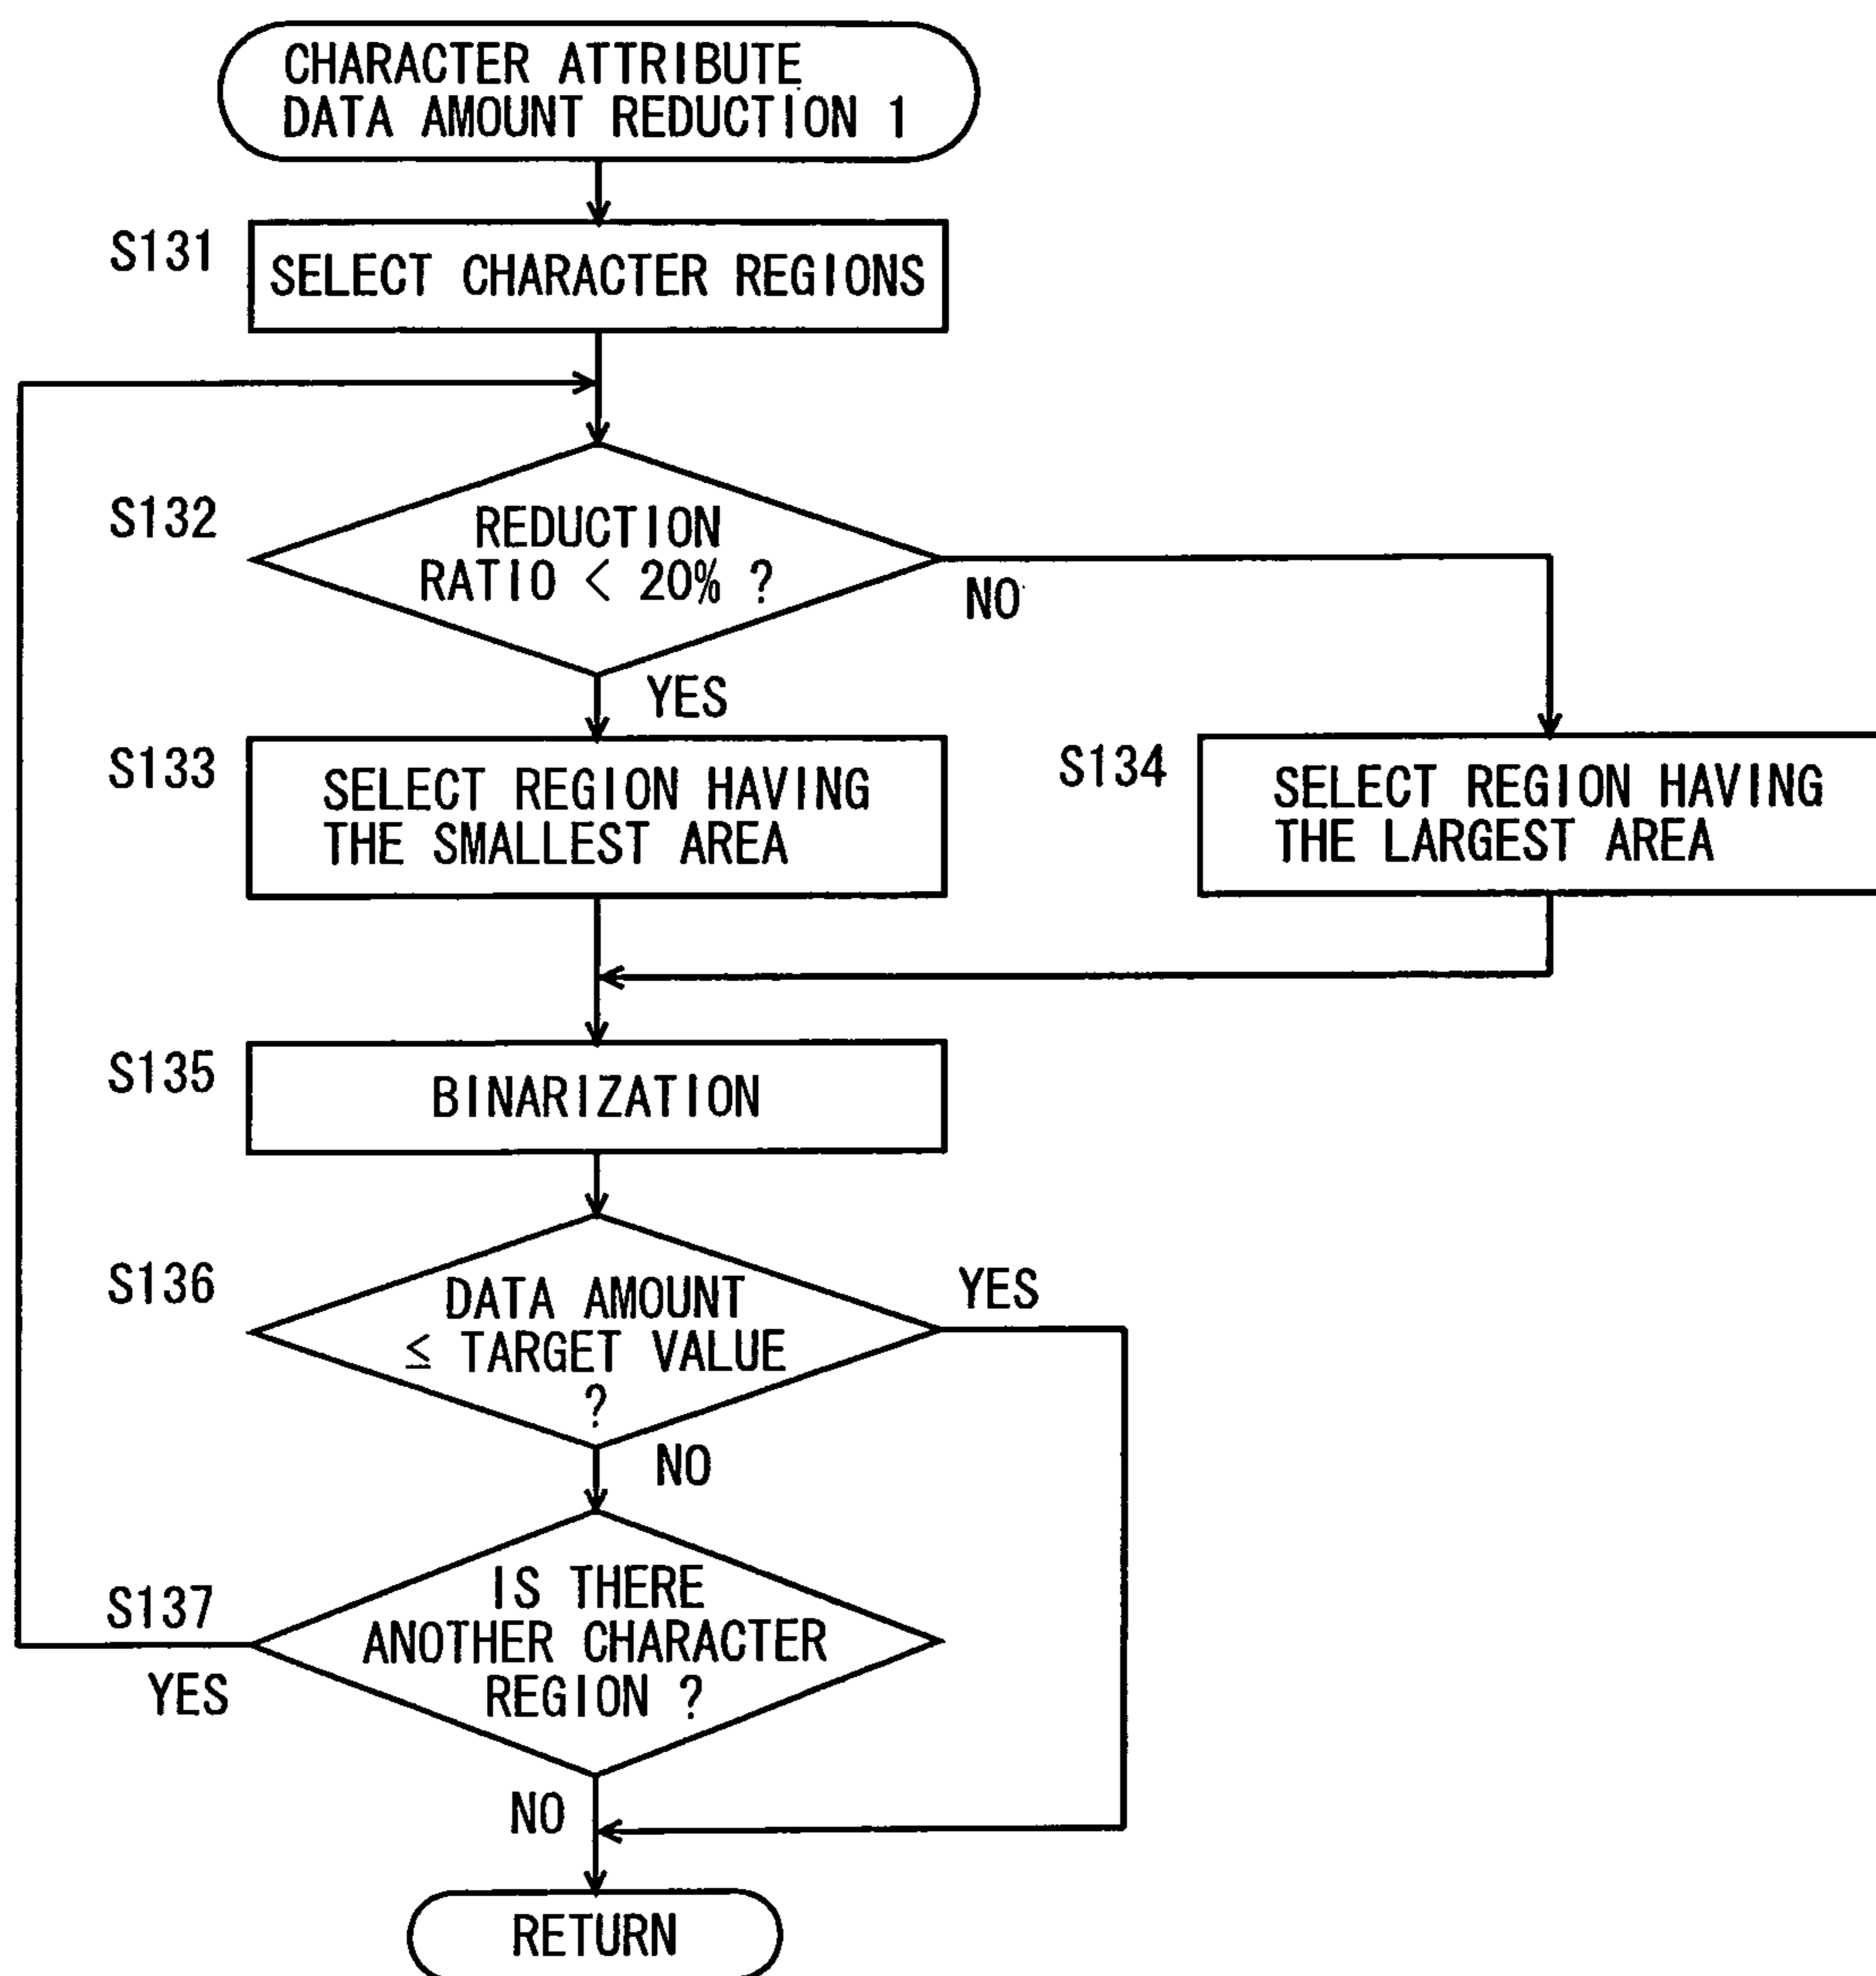 CHARACTER ATTRIBUTE
DATA AMOUNT REDUCTION 1
S131
SELECT CHARACTER REGIONS
S132
REDUCTION
RATIO < 20% ?
NO
YES
S133
SELECT REGION HAVING
THE SMALLEST AREA
S134
SELECT REGION HAVING
THE LARGEST AREA
S135
BINARIZATION
S136
DATA AMOUNT
≤ TARGET VALUE
?
YES
NO
S137
IS THERE
ANOTHER CHARACTER
REGION ?
YES
NO
RETURN